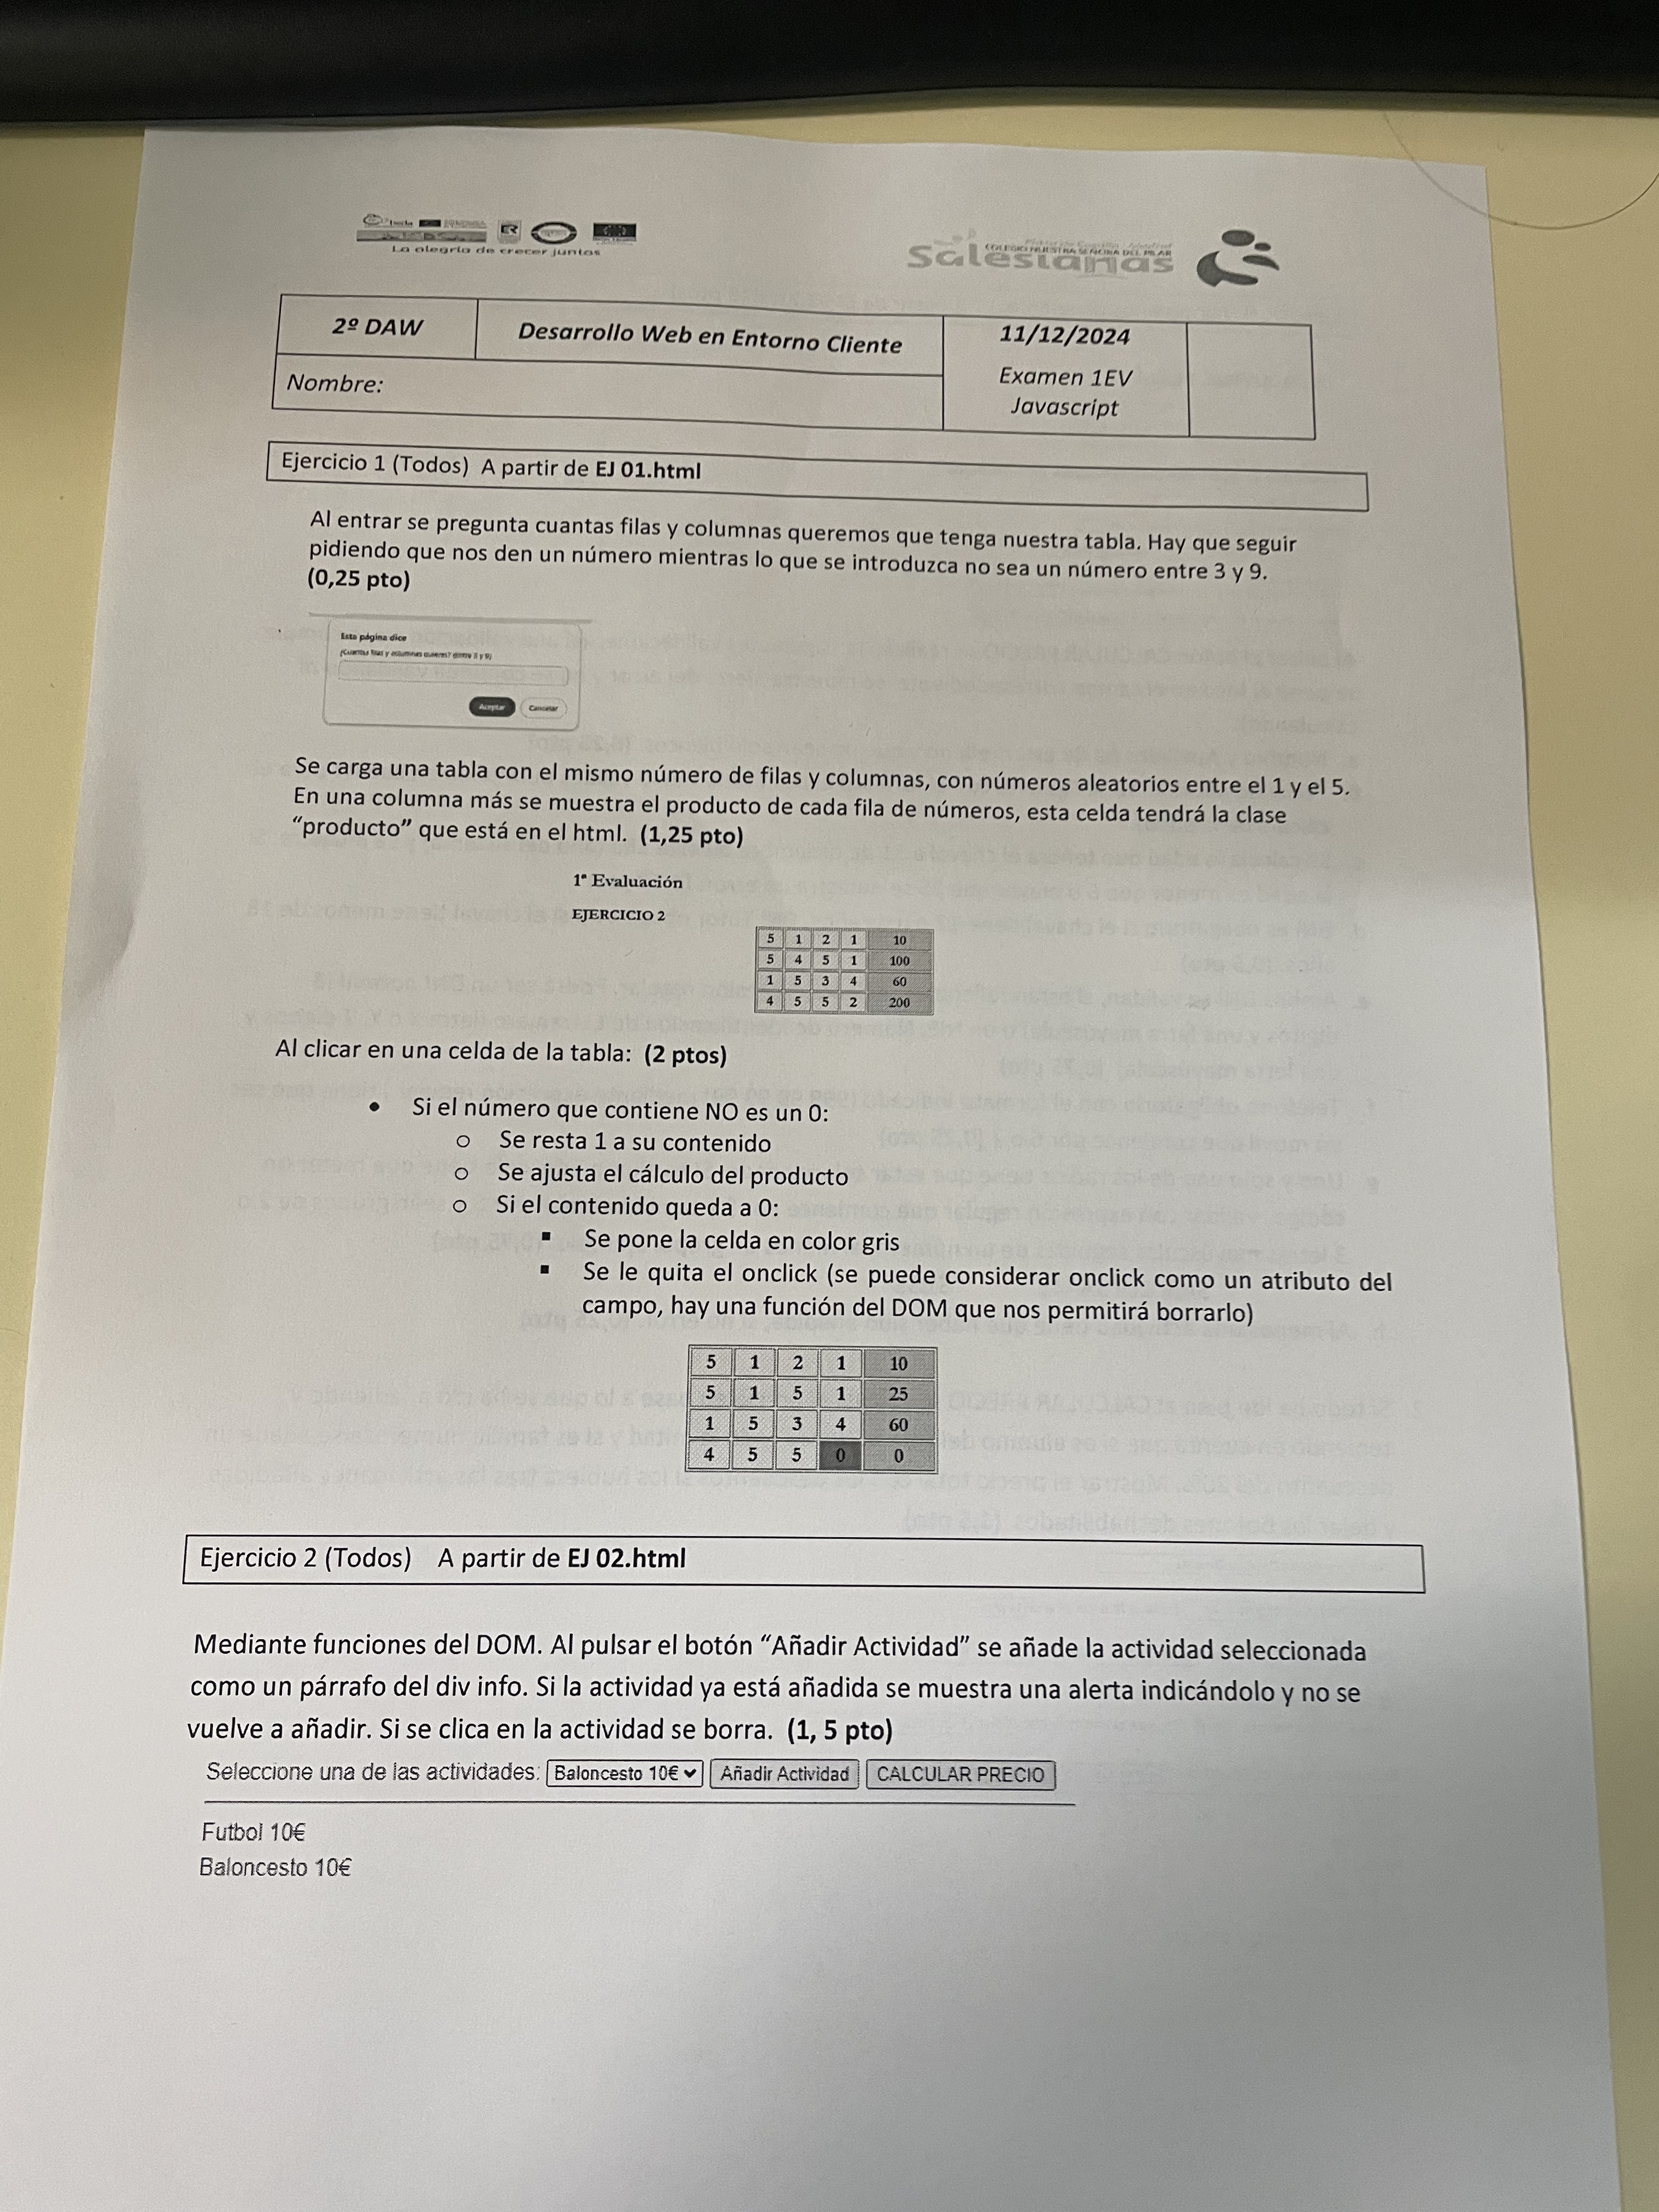 La alegría de crecer juntos
COLEGIO NUESTRA SEÑORA DEL PILAR
salesianas
2º DAW
Desarrollo Web en Entorno Cliente
11/12/2024
Examen 1EV
Javascript
Nombre:
Ejercicio 1 (Todos) A partir de EJ 01.html
Al entrar se pregunta cuantas filas y columnas queremos que tenga nuestra tabla. Hay que seguir
pidiendo que nos den un número mientras lo que se introduzca no sea un número entre 3 y 9.
(0,25 pto)
Esta página dice
¿Cuantas filas y columnas quieres? (entre 3 y 9)
Aceptar Cancelar
Se carga una tabla con el mismo número de filas y columnas, con números aleatorios entre el 1 y el 5.
En una columna más se muestra el producto de cada fila de números, esta celda tendrá la clase
“producto” que está en el html. (1,25 pto)
1ª Evaluación
EJERCICIO 2
5 1 2 1 10
5 4 5 1 100
1 5 3 4 60
4 5 5 2 200
Al clicar en una celda de la tabla: (2 ptos)
• Si el número que contiene NO es un 0:
o Se resta 1 a su contenido
o Se ajusta el cálculo del producto
o Si el contenido queda a 0:
▪ Se pone la celda en color gris
▪ Se le quita el onclick (se puede considerar onclick como un atributo del
campo, hay una función del DOM que nos permitirá borrarlo)
5 1 2 1 10
5 1 5 1 25
1 5 3 4 60
4 5 5 0 0
Ejercicio 2 (Todos) A partir de EJ 02.html
Mediante funciones del DOM. Al pulsar el botón “Añadir Actividad” se añade la actividad seleccionada
como un párrafo del div info. Si la actividad ya está añadida se muestra una alerta indicándolo y no se
vuelve a añadir. Si se clica en la actividad se borra. (1, 5 pto)
Seleccione una de las actividades: Baloncesto 10€ Añadir Actividad CALCULAR PRECIO
Futbol 10€
Baloncesto 10€